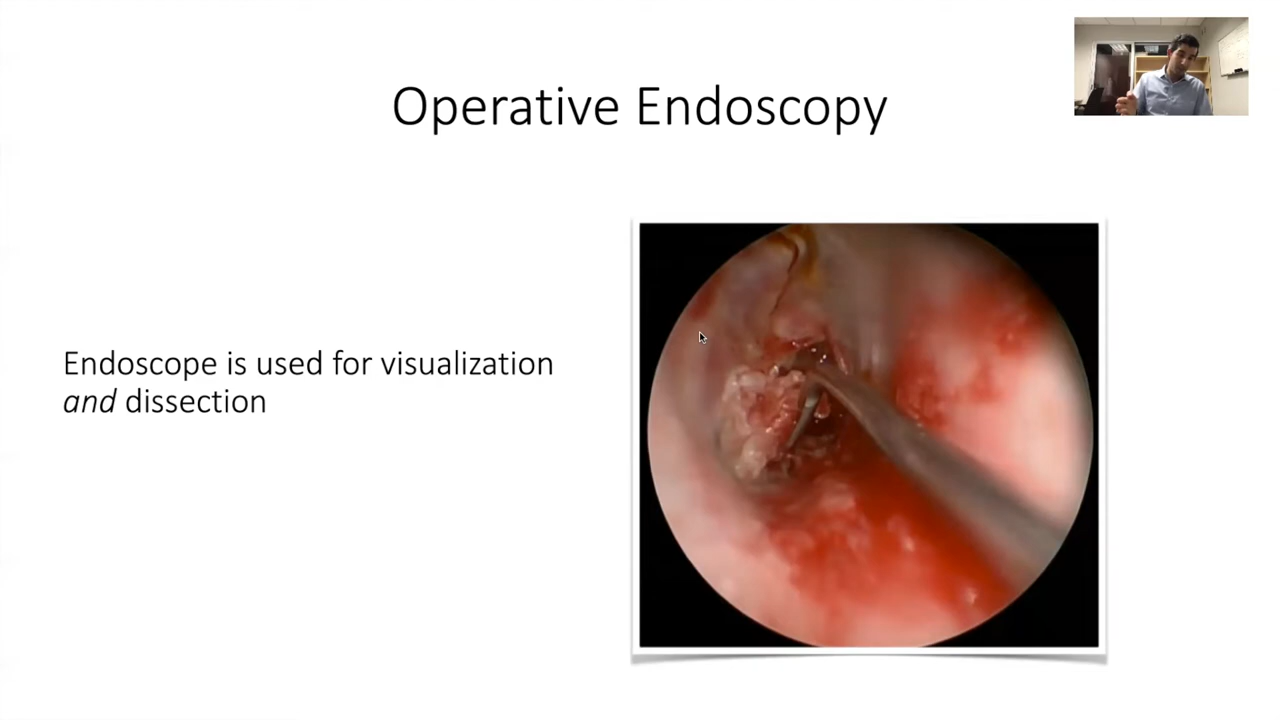 Operative Endoscopy
Endoscope is used for visualization
and dissection